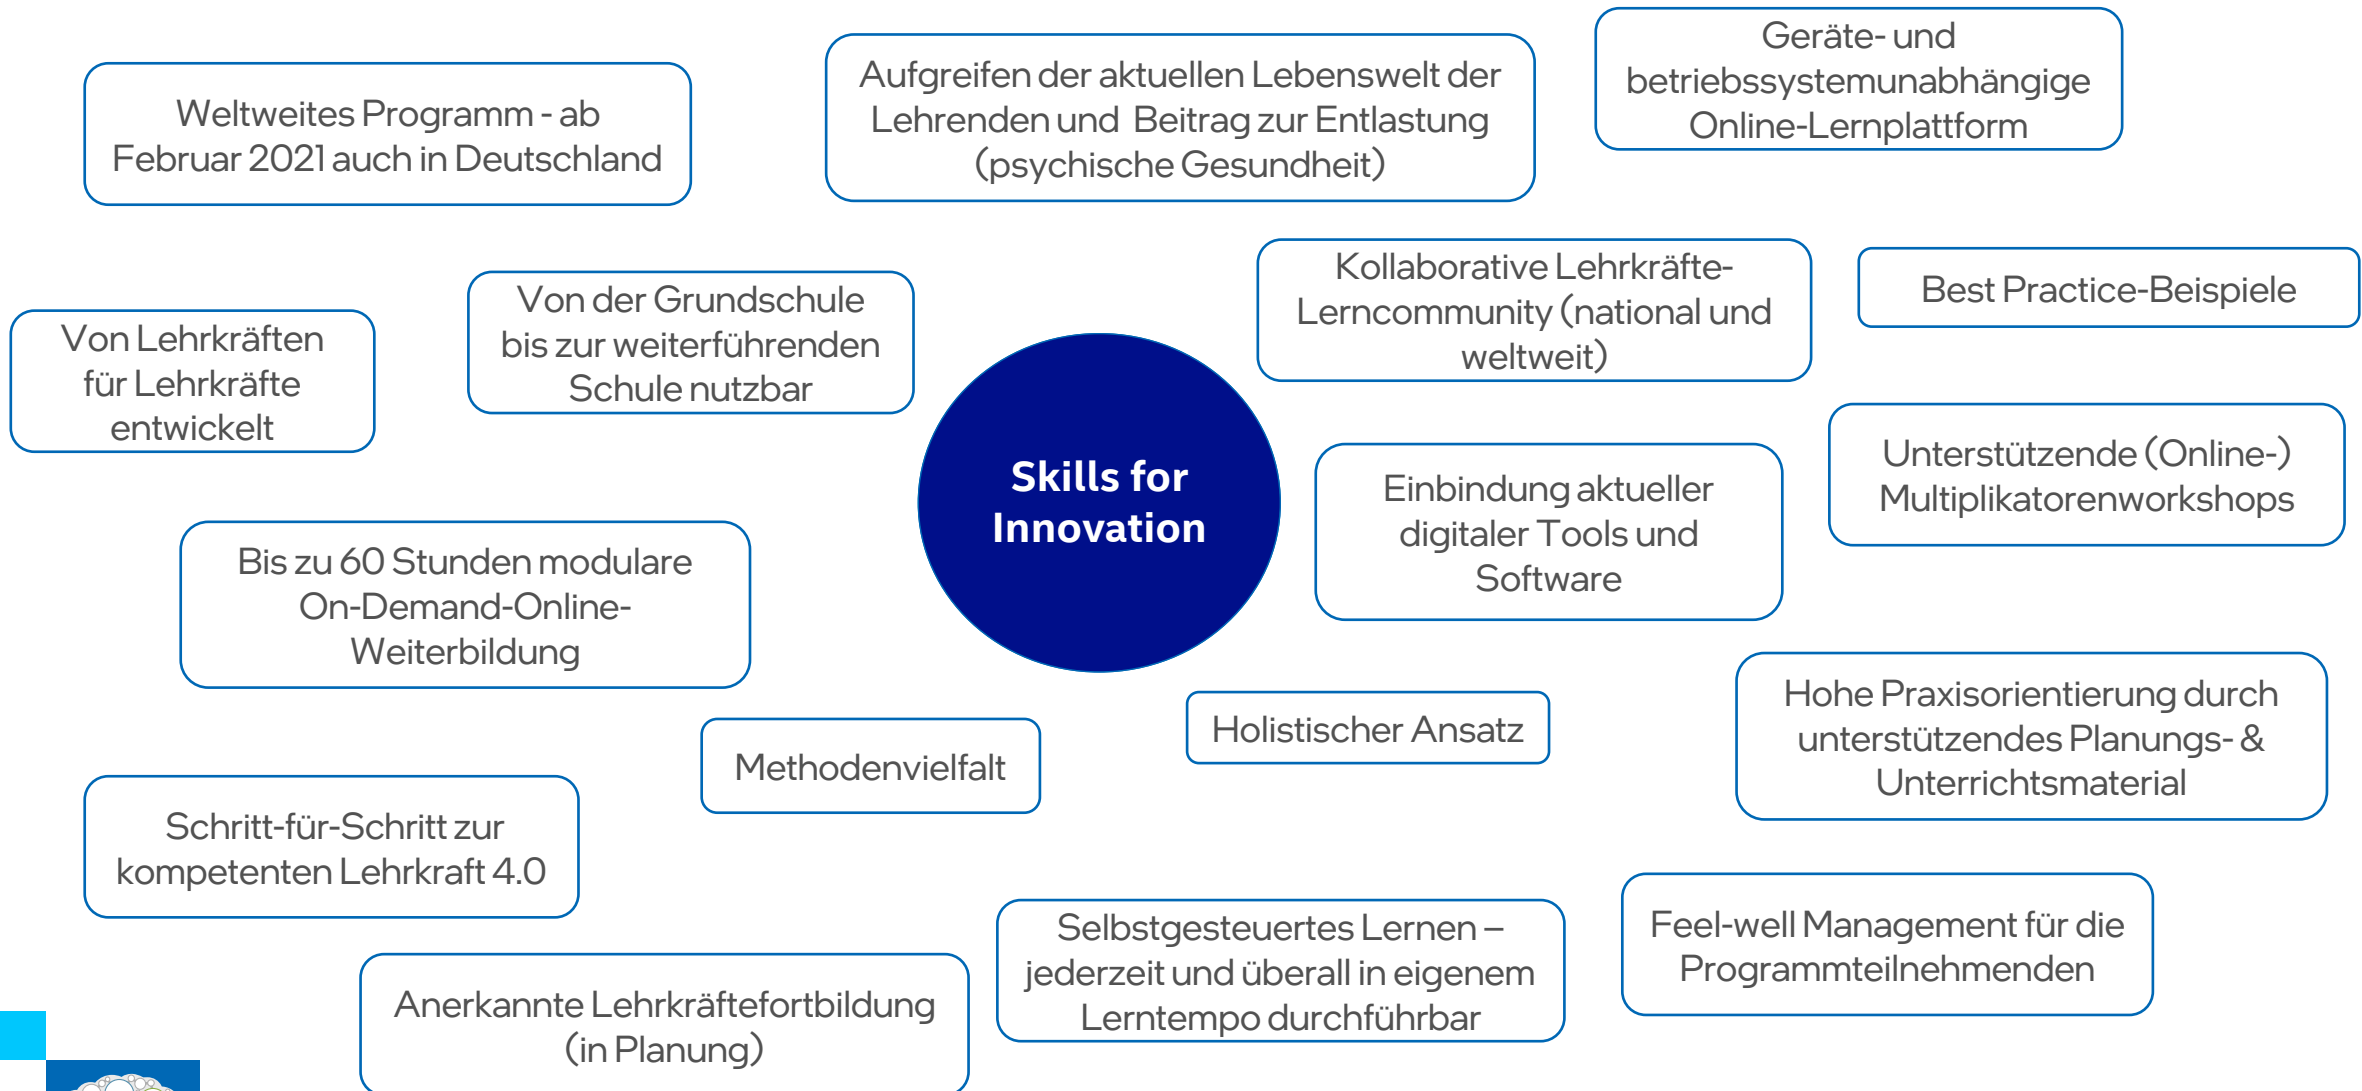 Weltweites Programm - ab
Februar 2021 auch in Deutschland
Aufgreifen der aktuellen Lebenswelt der
Lehrenden und Beitrag zur Entlastung
(psychische Gesundheit)
Geräte- und
betriebssystemunabhängige
Online-Lernplattform
Von Lehrkräften
für Lehrkräfte
entwickelt
Von der Grundschule
bis zur weiterführenden
Schule nutzbar
Kollaborative Lehrkräfte-
Lerncommunity (national und
weltweit)
Best Practice-Beispiele
Skills for
Innovation
Einbindung aktueller
digitaler Tools und
Software
Unterstützende (Online-)
Multiplikatorenworkshops
Bis zu 60 Stunden modulare
On-Demand-Online-
Weiterbildung
Methodenvielfalt
Holistischer Ansatz
Hohe Praxisorientierung durch
unterstützendes Planungs- &
Unterrichtsmaterial
Schritt-für-Schritt zur
kompetenten Lehrkraft 4.0
Anerkannte Lehrkräftefortbildung
(in Planung)
Selbstgesteuertes Lernen –
jederzeit und überall in eigenem
Lerntempo durchführbar
Feel-well Management für die
Programmteilnehmenden